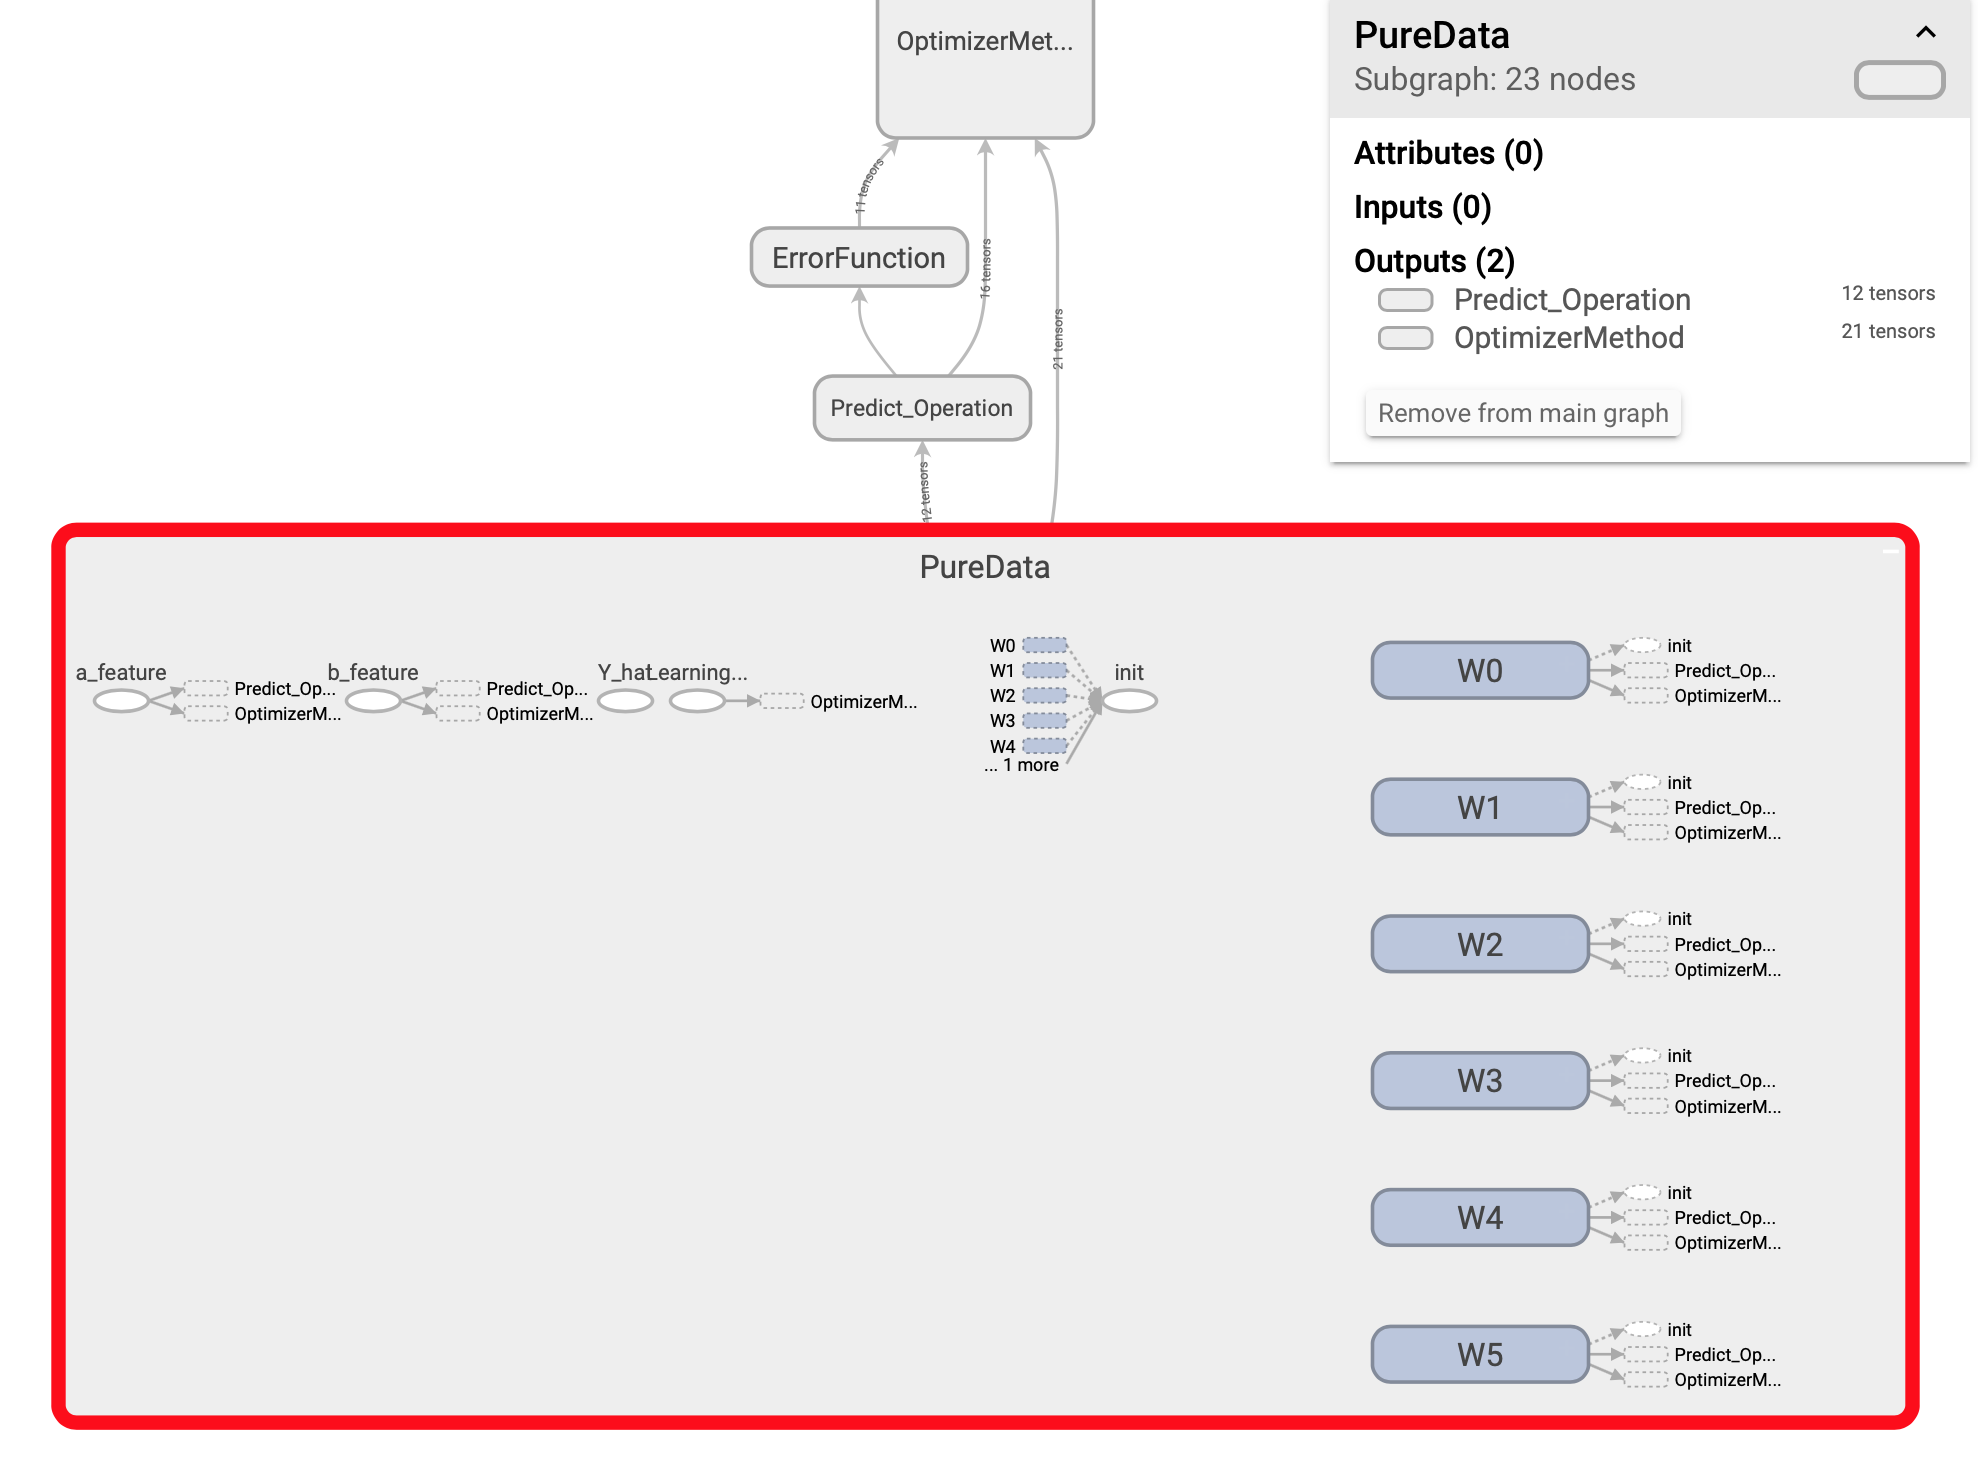 OptimizerMet...
11 tensors
ErrorFunction
16 tensors
21 tensors
Predict_Operation
12 tensors
PureData
Subgraph: 23 nodes
Attributes (0)
Inputs (0)
Outputs (2)
Predict_Operation 12 tensors
OptimizerMethod 21 tensors
Remove from main graph
PureData
a_feature
Predict_Op...
OptimizerM...
b_feature
Predict_Op...
OptimizerM...
Y_hat
Learning...
OptimizerM...
W0
W1
W2
W3
W4
... 1 more
init
W0
init
Predict_Op...
OptimizerM...
W1
init
Predict_Op...
OptimizerM...
W2
init
Predict_Op...
OptimizerM...
W3
init
Predict_Op...
OptimizerM...
W4
init
Predict_Op...
OptimizerM...
W5
init
Predict_Op...
OptimizerM...